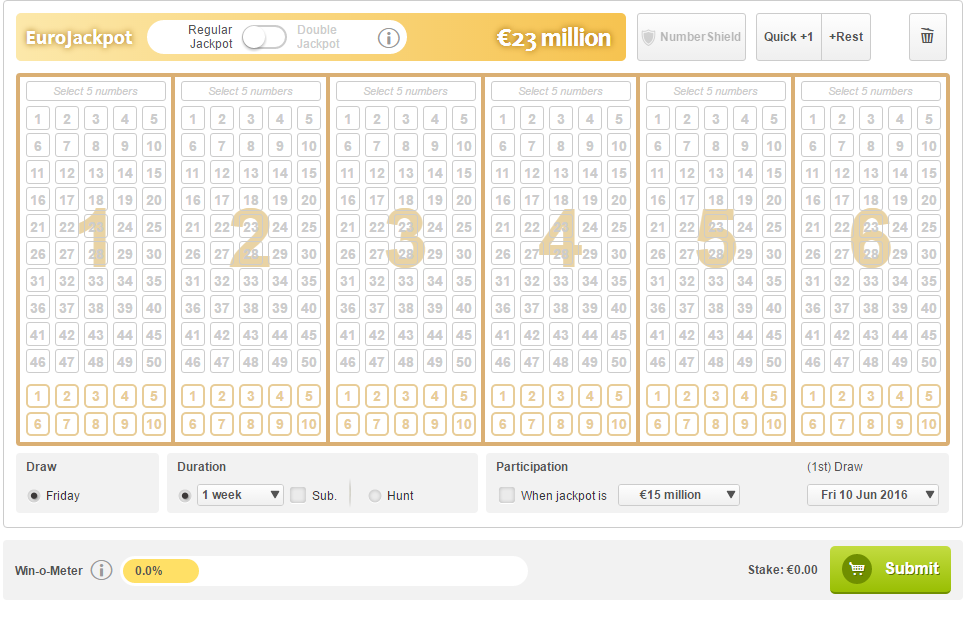 EuroJackpot Regular Jackpot Double Jackpot i €23 million NumberShield Quick +1 +Rest
Select 5 numbers Select 5 numbers Select 5 numbers Select 5 numbers Select 5 numbers Select 5 numbers
1 2 3 4 5 1 2 3 4 5 1 2 3 4 5 1 2 3 4 5 1 2 3 4 5 1 2 3 4 5
6 7 8 9 10 6 7 8 9 10 6 7 8 9 10 6 7 8 9 10 6 7 8 9 10 6 7 8 9 10
11 12 13 14 15 11 12 13 14 15 11 12 13 14 15 11 12 13 14 15 11 12 13 14 15 11 12 13 14 15
16 17 18 19 20 16 17 18 19 20 16 17 18 19 20 16 17 18 19 20 16 17 18 19 20 16 17 18 19 20
21 22 23 24 25 21 22 23 24 25 21 22 23 24 25 21 22 23 24 25 21 22 23 24 25 21 22 23 24 25
1 2 3 4 5 6
26 27 28 29 30 26 27 28 29 30 26 27 28 29 30 26 27 28 29 30 26 27 28 29 30 26 27 28 29 30
31 32 33 34 35 31 32 33 34 35 31 32 33 34 35 31 32 33 34 35 31 32 33 34 35 31 32 33 34 35
36 37 38 39 40 36 37 38 39 40 36 37 38 39 40 36 37 38 39 40 36 37 38 39 40 36 37 38 39 40
41 42 43 44 45 41 42 43 44 45 41 42 43 44 45 41 42 43 44 45 41 42 43 44 45 41 42 43 44 45
46 47 48 49 50 46 47 48 49 50 46 47 48 49 50 46 47 48 49 50 46 47 48 49 50 46 47 48 49 50
1 2 3 4 5 1 2 3 4 5 1 2 3 4 5 1 2 3 4 5 1 2 3 4 5 1 2 3 4 5
6 7 8 9 10 6 7 8 9 10 6 7 8 9 10 6 7 8 9 10 6 7 8 9 10 6 7 8 9 10
Draw Duration Participation (1st) Draw
Friday 1 week Sub. Hunt When jackpot is €15 million Fri 10 Jun 2016
Win-o-Meter i 0.0% Stake: €0.00 Submit